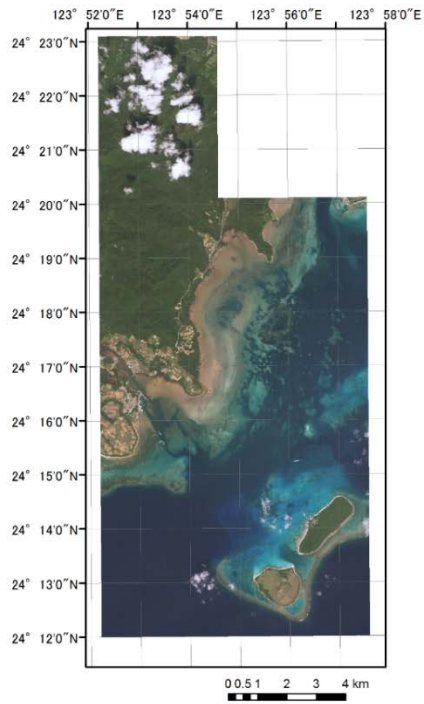 123° 52'0"E 123° 54'0"E 123° 56'0"E 123° 58'0"E
24° 23'0"N
24° 22'0"N
24° 21'0"N
24° 20'0"N
24° 19'0"N
24° 18'0"N
24° 17'0"N
24° 16'0"N
24° 15'0"N
24° 14'0"N
24° 13'0"N
24° 12'0"N
0 0.5 1 2 3 4 km